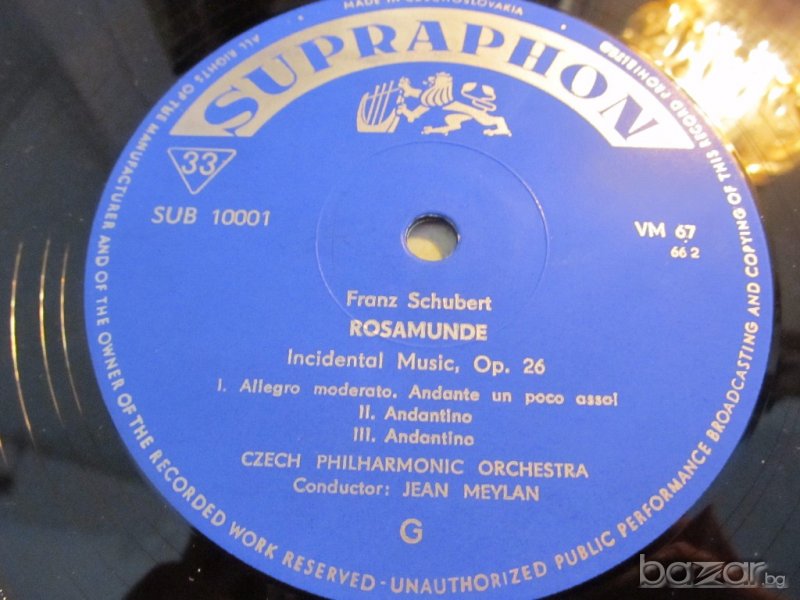 MADE IN CZECHOSLOVAKIA
SUPRAPHON
33
SUB 10001
VM 67
66 2
Franz Schubert
ROSAMUNDE
Incidental Music, Op. 26
I. Allegro moderato. Andante un poco assai
II. Andantino
III. Andantino
CZECH PHILHARMONIC ORCHESTRA
Conductor: JEAN MEYLAN
G
ALL RIGHTS OF THE MANUFACTURER AND OF THE OWNER OF THE RECORDED WORK RESERVED - UNAUTHORIZED PUBLIC PERFORMANCE BROADCASTING AND COPYING OF THIS RECORD PROHIBITED
bazar.bg